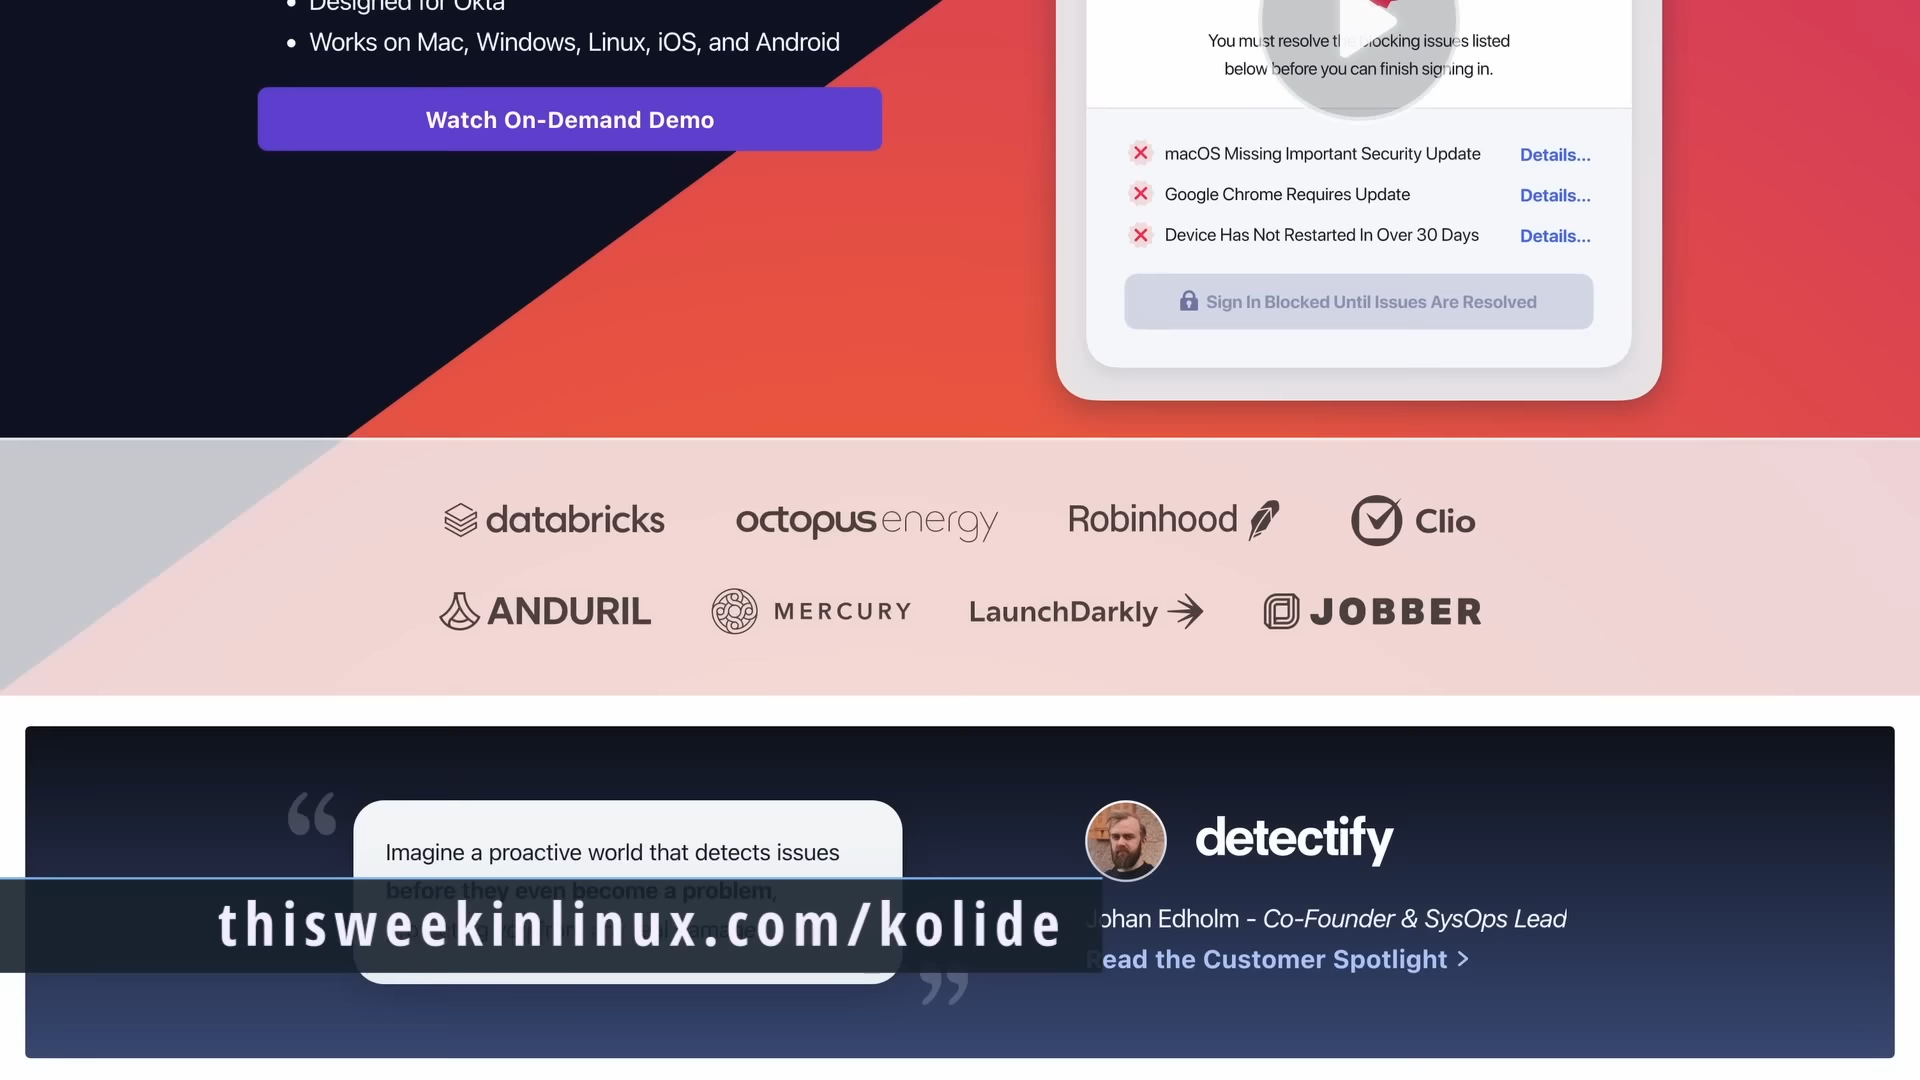 Designed for Okta
Works on Mac, Windows, Linux, iOS, and Android
Watch On-Demand Demo
You must resolve the blocking issues listed
below before you can finish signing in.
macOS Missing Important Security Update Details...
Google Chrome Requires Update Details...
Device Has Not Restarted In Over 30 Days Details...
Sign In Blocked Until Issues Are Resolved
databricks octopusenergy Robinhood Clio
ANDURIL MERCURY LaunchDarkly JOBBER
Imagine a proactive world that detects issues
before they even become a problem,
thisweekinlinux.com/kolide
detectify
Johan Edholm - Co-Founder & SysOps Lead
Read the Customer Spotlight >